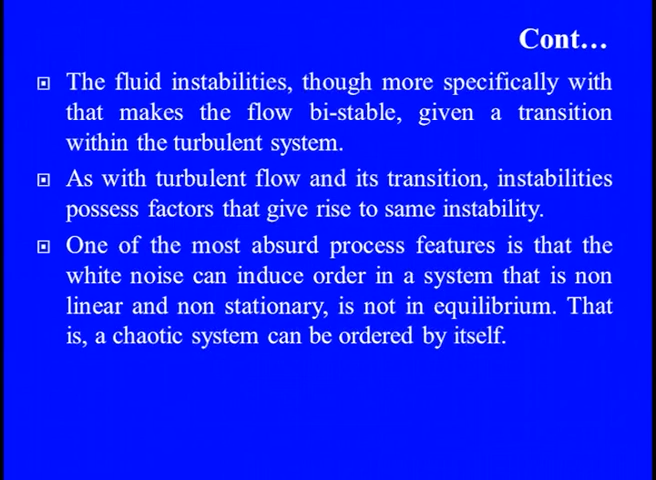 Cont…
The fluid instabilities, though more specifically with
that makes the flow bi-stable, given a transition
within the turbulent system.
As with turbulent flow and its transition, instabilities
possess factors that give rise to same instability.
One of the most absurd process features is that the
white noise can induce order in a system that is non
linear and non stationary, is not in equilibrium. That
is, a chaotic system can be ordered by itself.